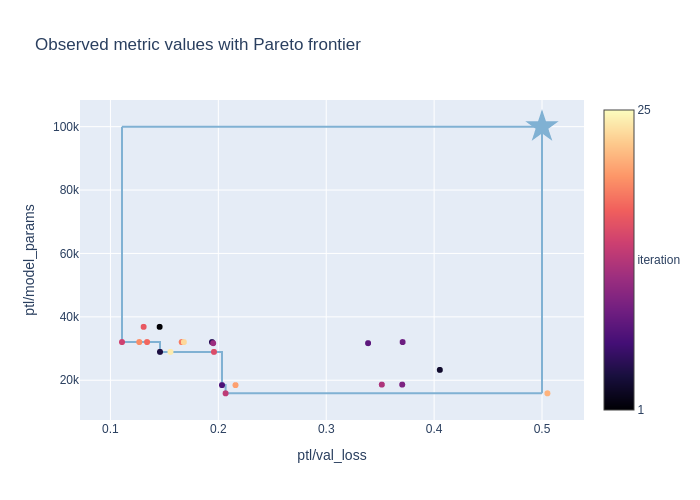 Observed metric values with Pareto frontier
ptl/model_params
100k
80k
60k
40k
20k
0.1
0.2
0.3
0.4
0.5
ptl/val_loss
25
iteration
1